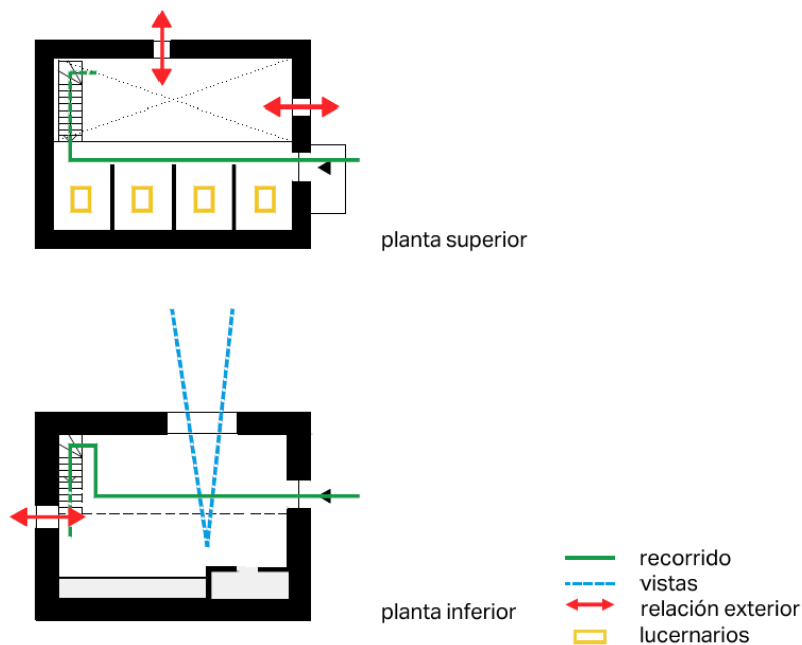 planta superior
planta inferior
recorrido
vistas
relación exterior
lucernarios